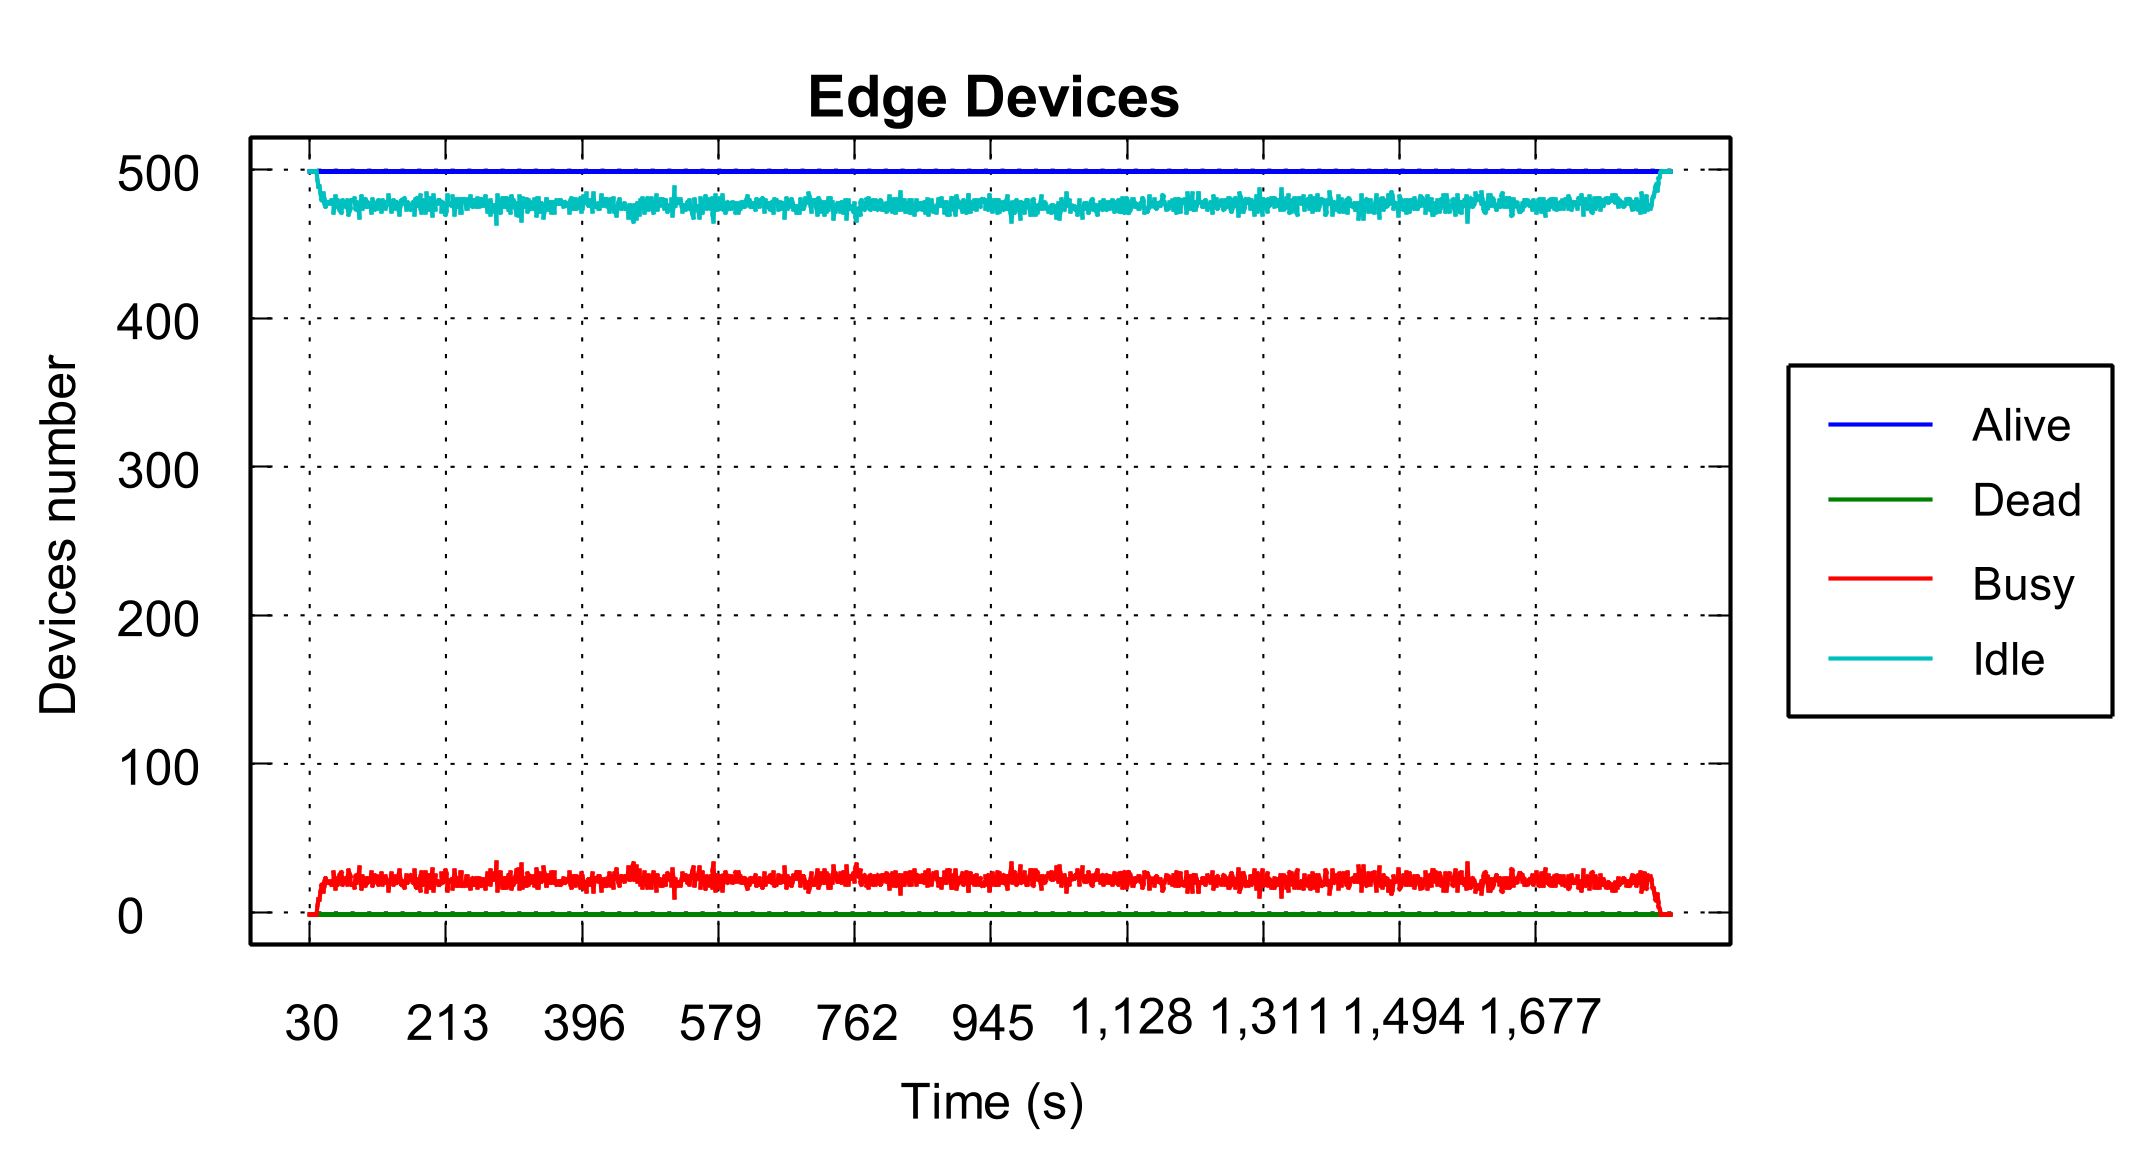 Edge Devices
500
400
300
200
100
0
Devices number
30 213 396 579 762 945 1,128 1,311 1,494 1,677
Time (s)
Alive
Dead
Busy
Idle